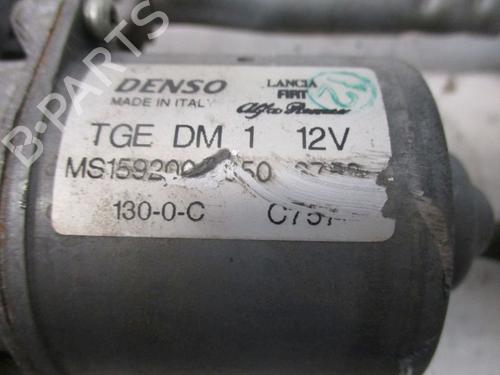 DENSO
MADE IN ITALY
LANCIA
FIAT
Alfa Romeo
TGE DM 1 12V
130-0-C
B-PARTS